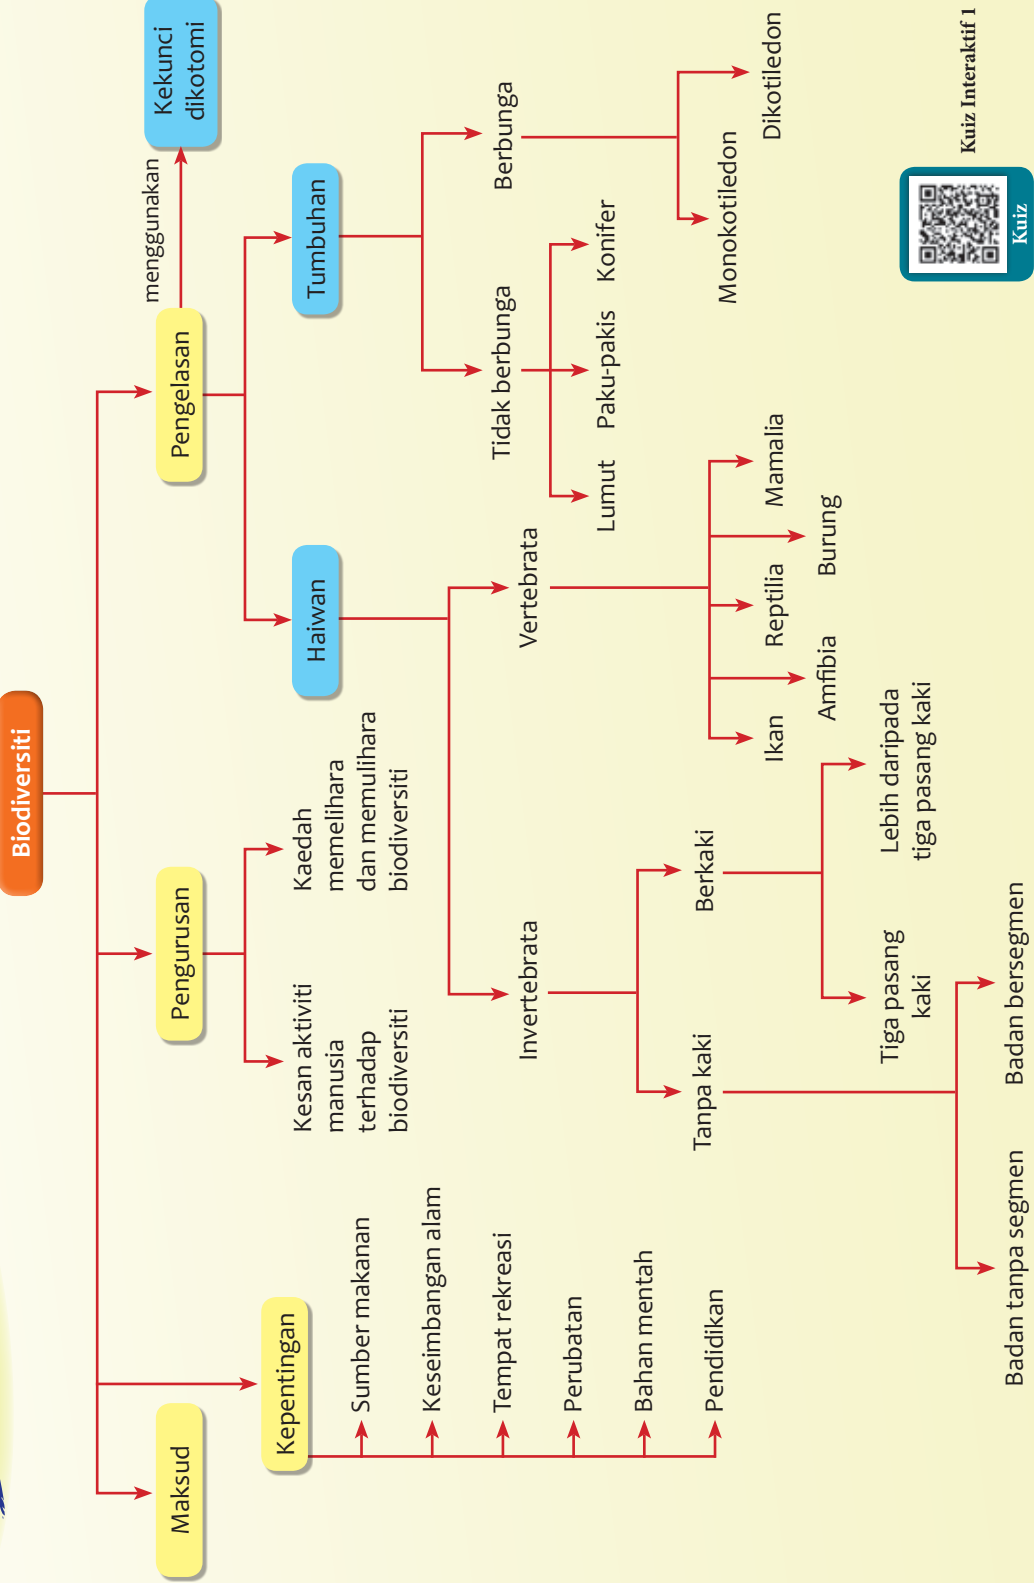 Biodiversiti
Maksud
Kepentingan
Sumber makanan
Keseimbangan alam
Tempat rekreasi
Perubatan
Bahan mentah
Pendidikan
Pengurusan
Kesan aktiviti
manusia
terhadap
biodiversiti
Kaedah
memelihara
dan memulihara
biodiversiti
Pengelasan
menggunakan
Kekunci
dikotomi
Haiwan
Invertebrata
Tanpa kaki
Badan tanpa segmen
Badan bersegmen
Berkaki
Tiga pasang
kaki
Lebih daripada
tiga pasang kaki
Vertebrata
Ikan
Amfibia
Reptilia
Burung
Mamalia
Tumbuhan
Tidak berbunga
Lumut
Paku-pakis
Konifer
Berbunga
Monokotiledon
Dikotiledon
Kuiz Interaktif 1
Kuiz